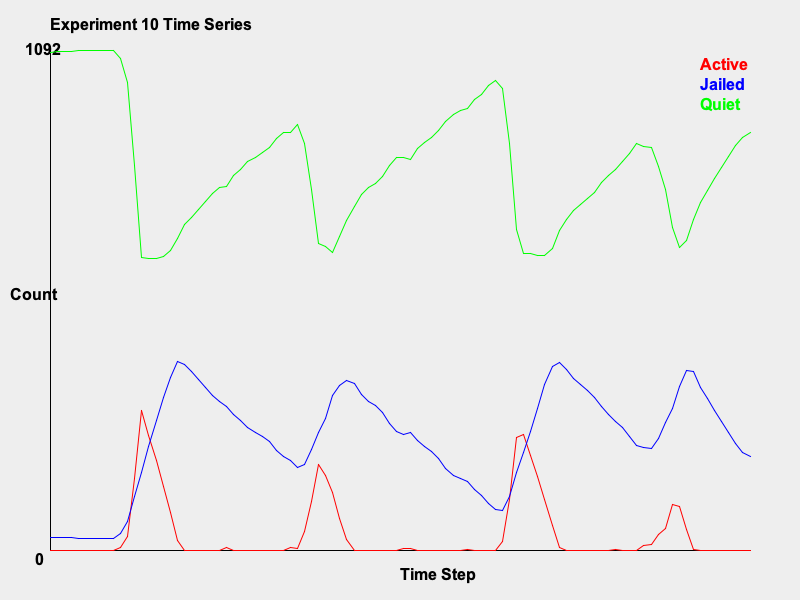 Experiment 10 Time Series
1092
Active
Jailed
Quiet
Count
0
Time Step